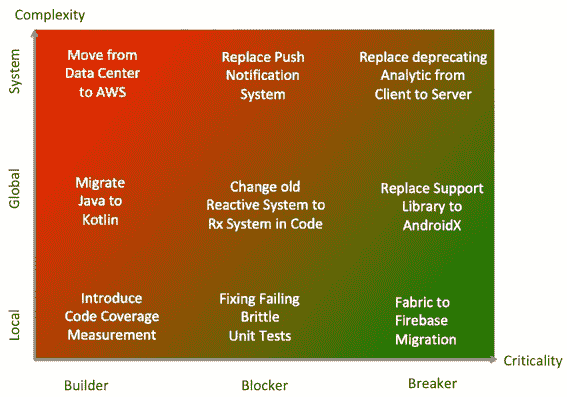 Complexity
System
Move from
Data Center
to AWS
Replace Push
Notification
System
Replace deprecating
Analytic from
Client to Server
Global
Migrate
Java to
Kotlin
Change old
Reactive System to
Rx System in Code
Replace Support
Library to
AndroidX
Local
Introduce
Code Coverage
Measurement
Fixing Failing
Brittle
Unit Tests
Fabric to
Firebase
Migration
Criticality
Builder
Blocker
Breaker